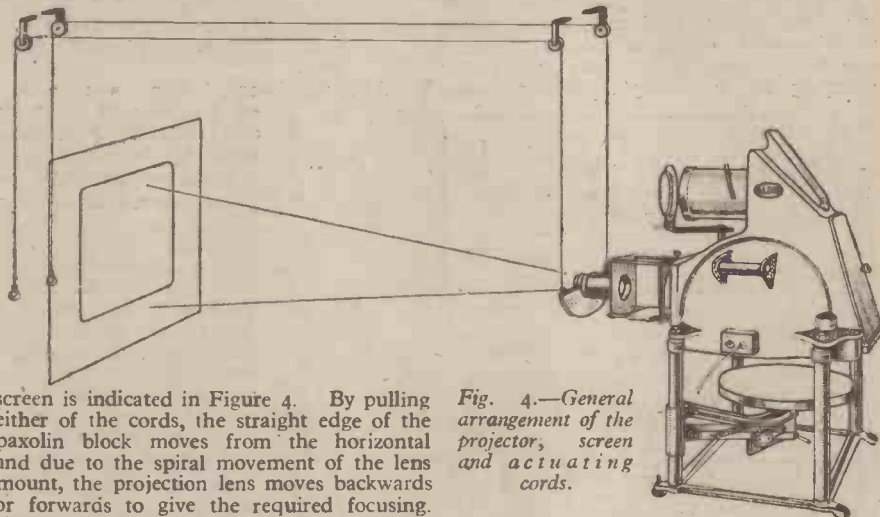 screen is indicated in Figure 4. By pulling
either of the cords, the straight edge of the
paxolin block moves from the horizontal
and due to the spiral movement of the lens
mount, the projection lens moves backwards
or forwards to give the required focusing.
Fig. 4.—General
arrangement of the
projector, screen
and actuating
cords.